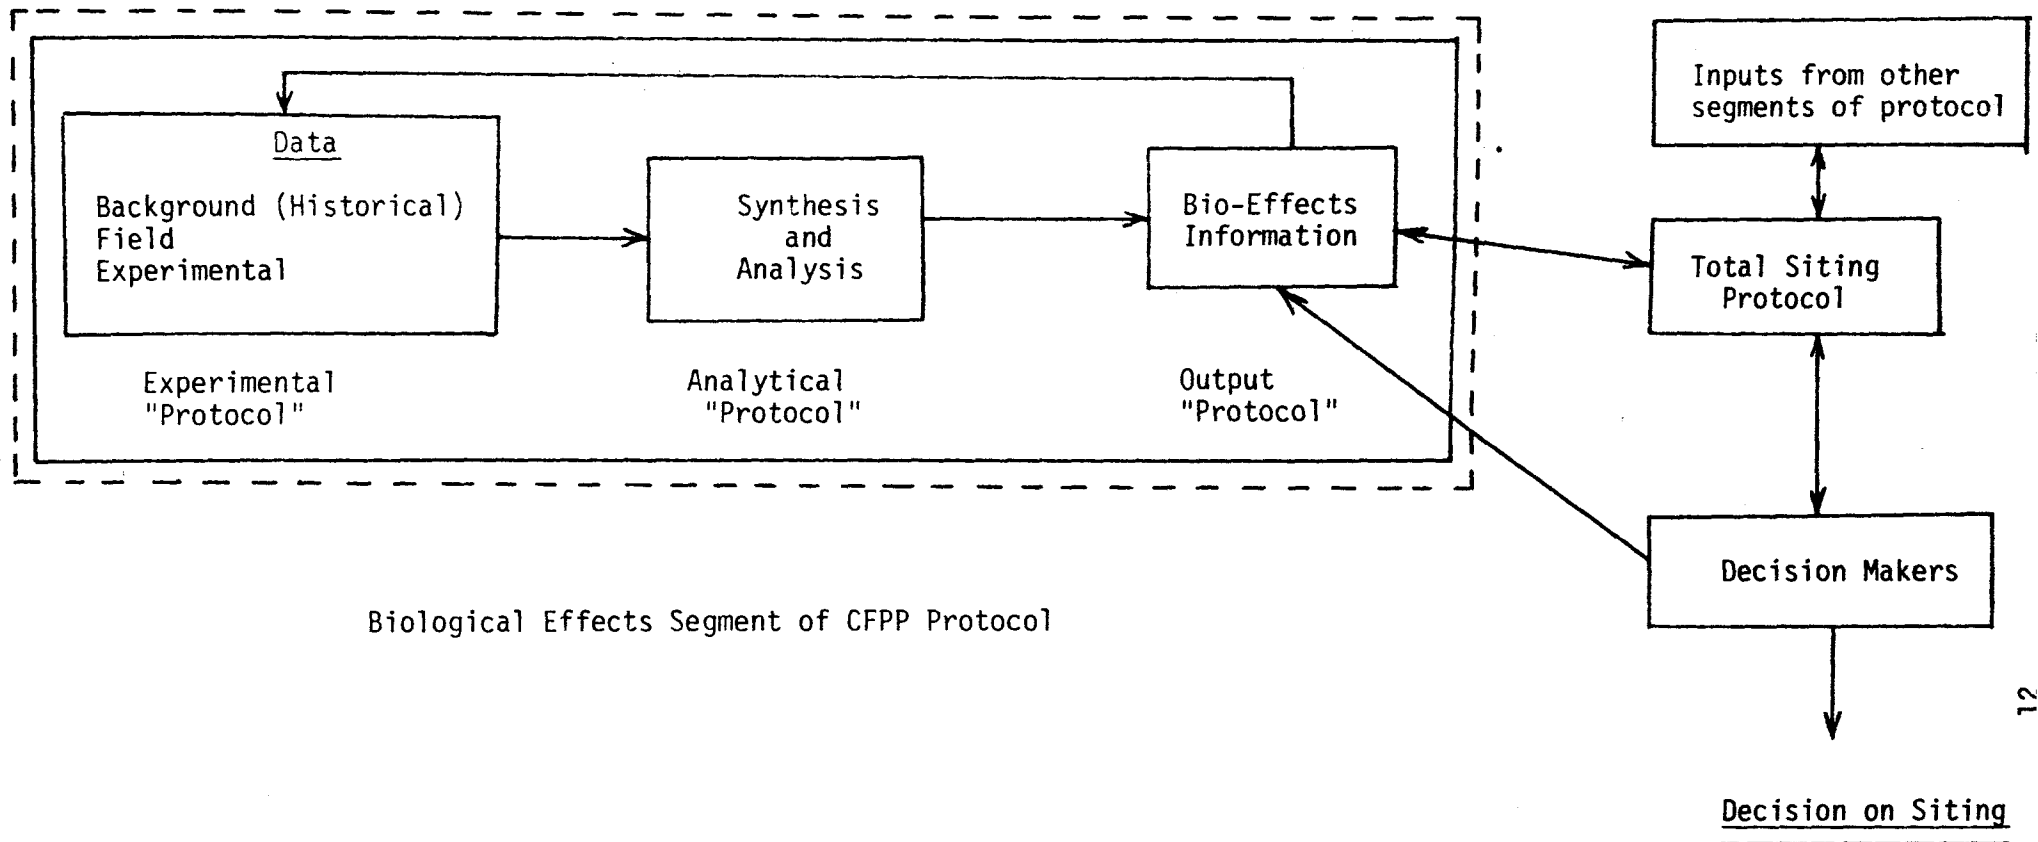 Data
Background (Historical)
Field
Experimental
Experimental
"Protocol"
Synthesis
and
Analysis
Analytical
"Protocol"
Bio-Effects
Information
Output
"Protocol"
Inputs from other
segments of protocol
Total Siting
Protocol
Decision Makers
Decision on Siting
Biological Effects Segment of CFPP Protocol
12